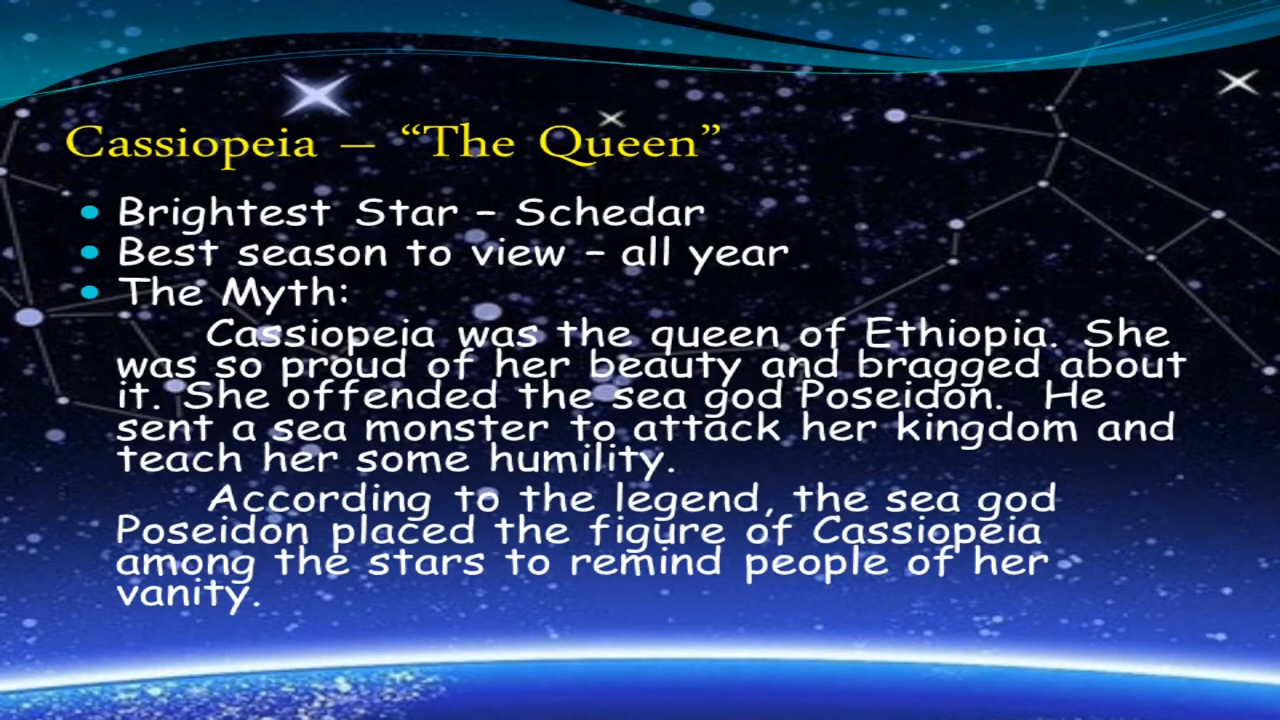 Cassiopeia – “The Queen”
• Brightest Star – Schedar
• Best season to view – all year
• The Myth:
Cassiopeia was the queen of Ethiopia. She
was so proud of her beauty and bragged about
it. She offended the sea god Poseidon. He
sent a sea monster to attack her kingdom and
teach her some humility.
According to the legend, the sea god
Poseidon placed the figure of Cassiopeia
among the stars to remind people of her
vanity.